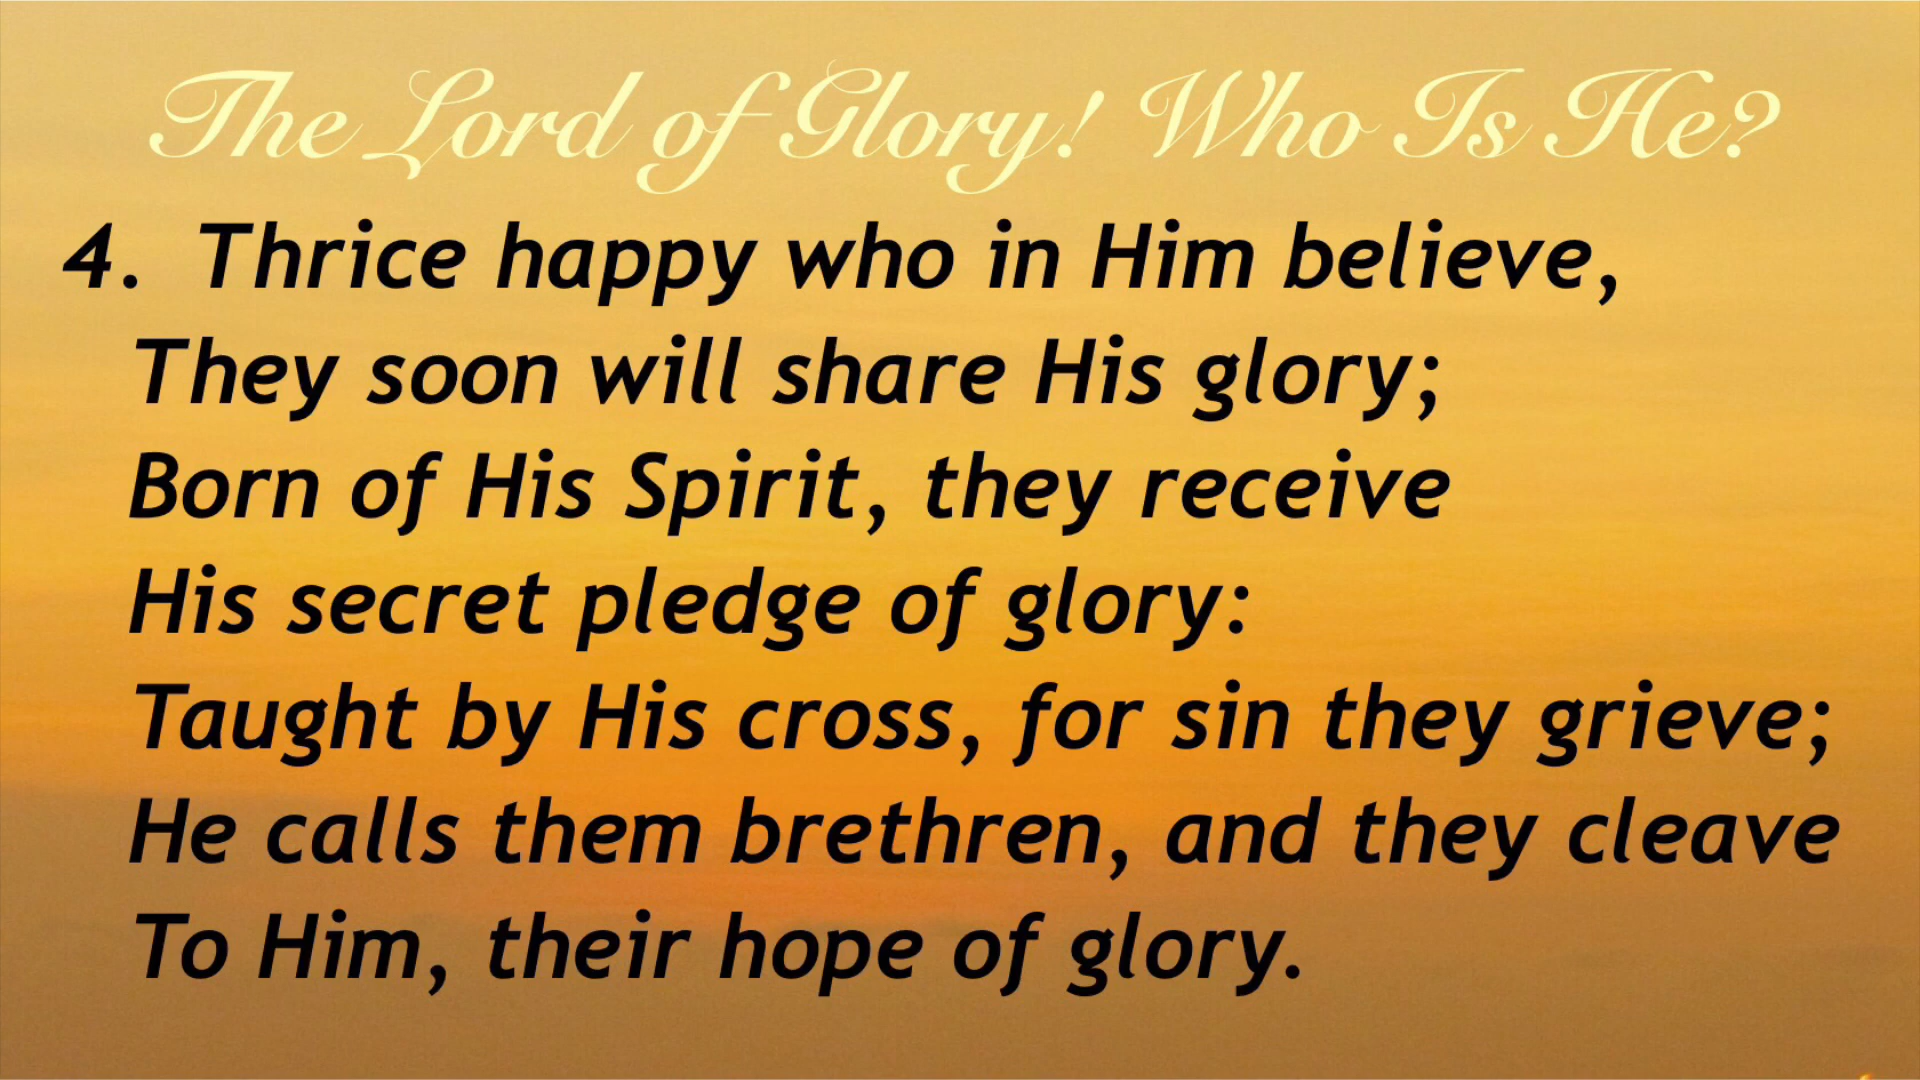 The Lord of Glory! Who Is He?
4. Thrice happy who in Him believe,
They soon will share His glory;
Born of His Spirit, they receive
His secret pledge of glory:
Taught by His cross, for sin they grieve;
He calls them brethren, and they cleave
To Him, their hope of glory.